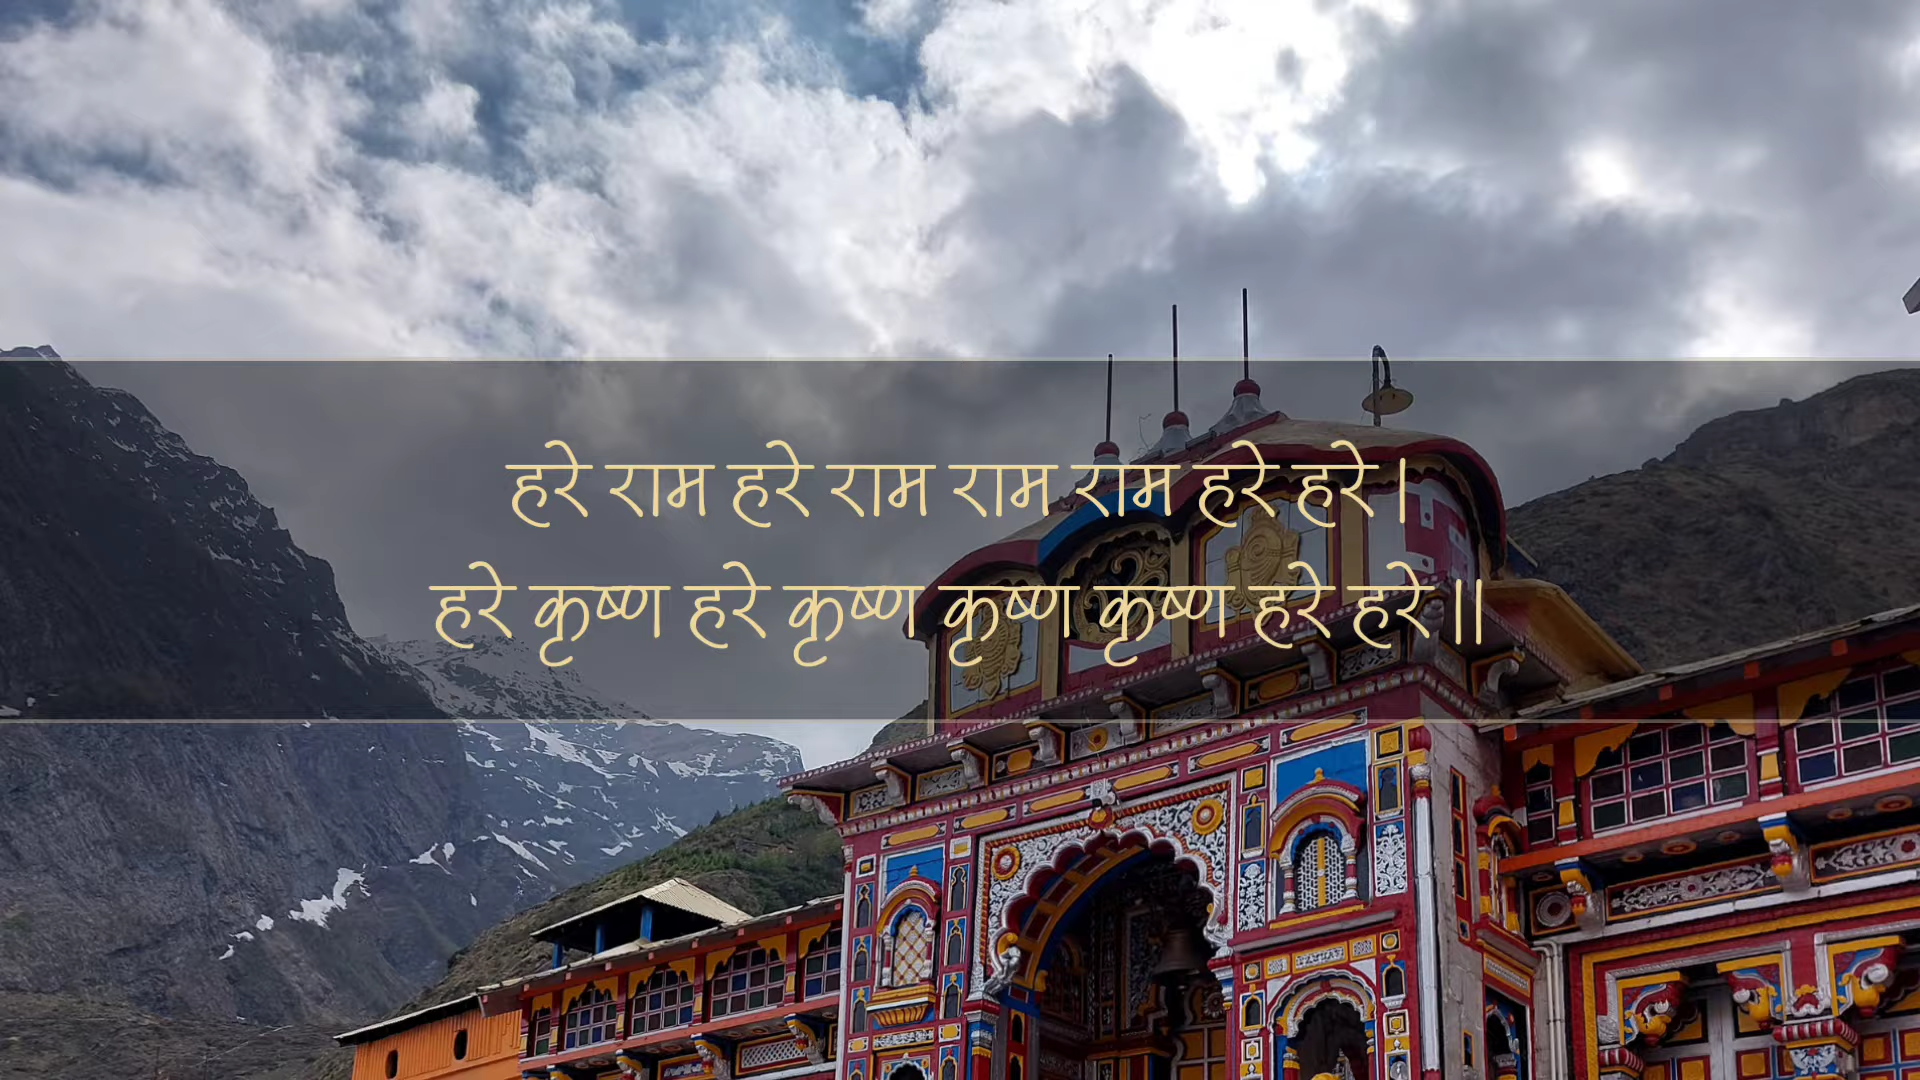 हरे राम हरे राम राम राम हरे हरे।
हरे कृष्ण हरे कृष्ण कृष्ण कृष्ण हरे हरे॥